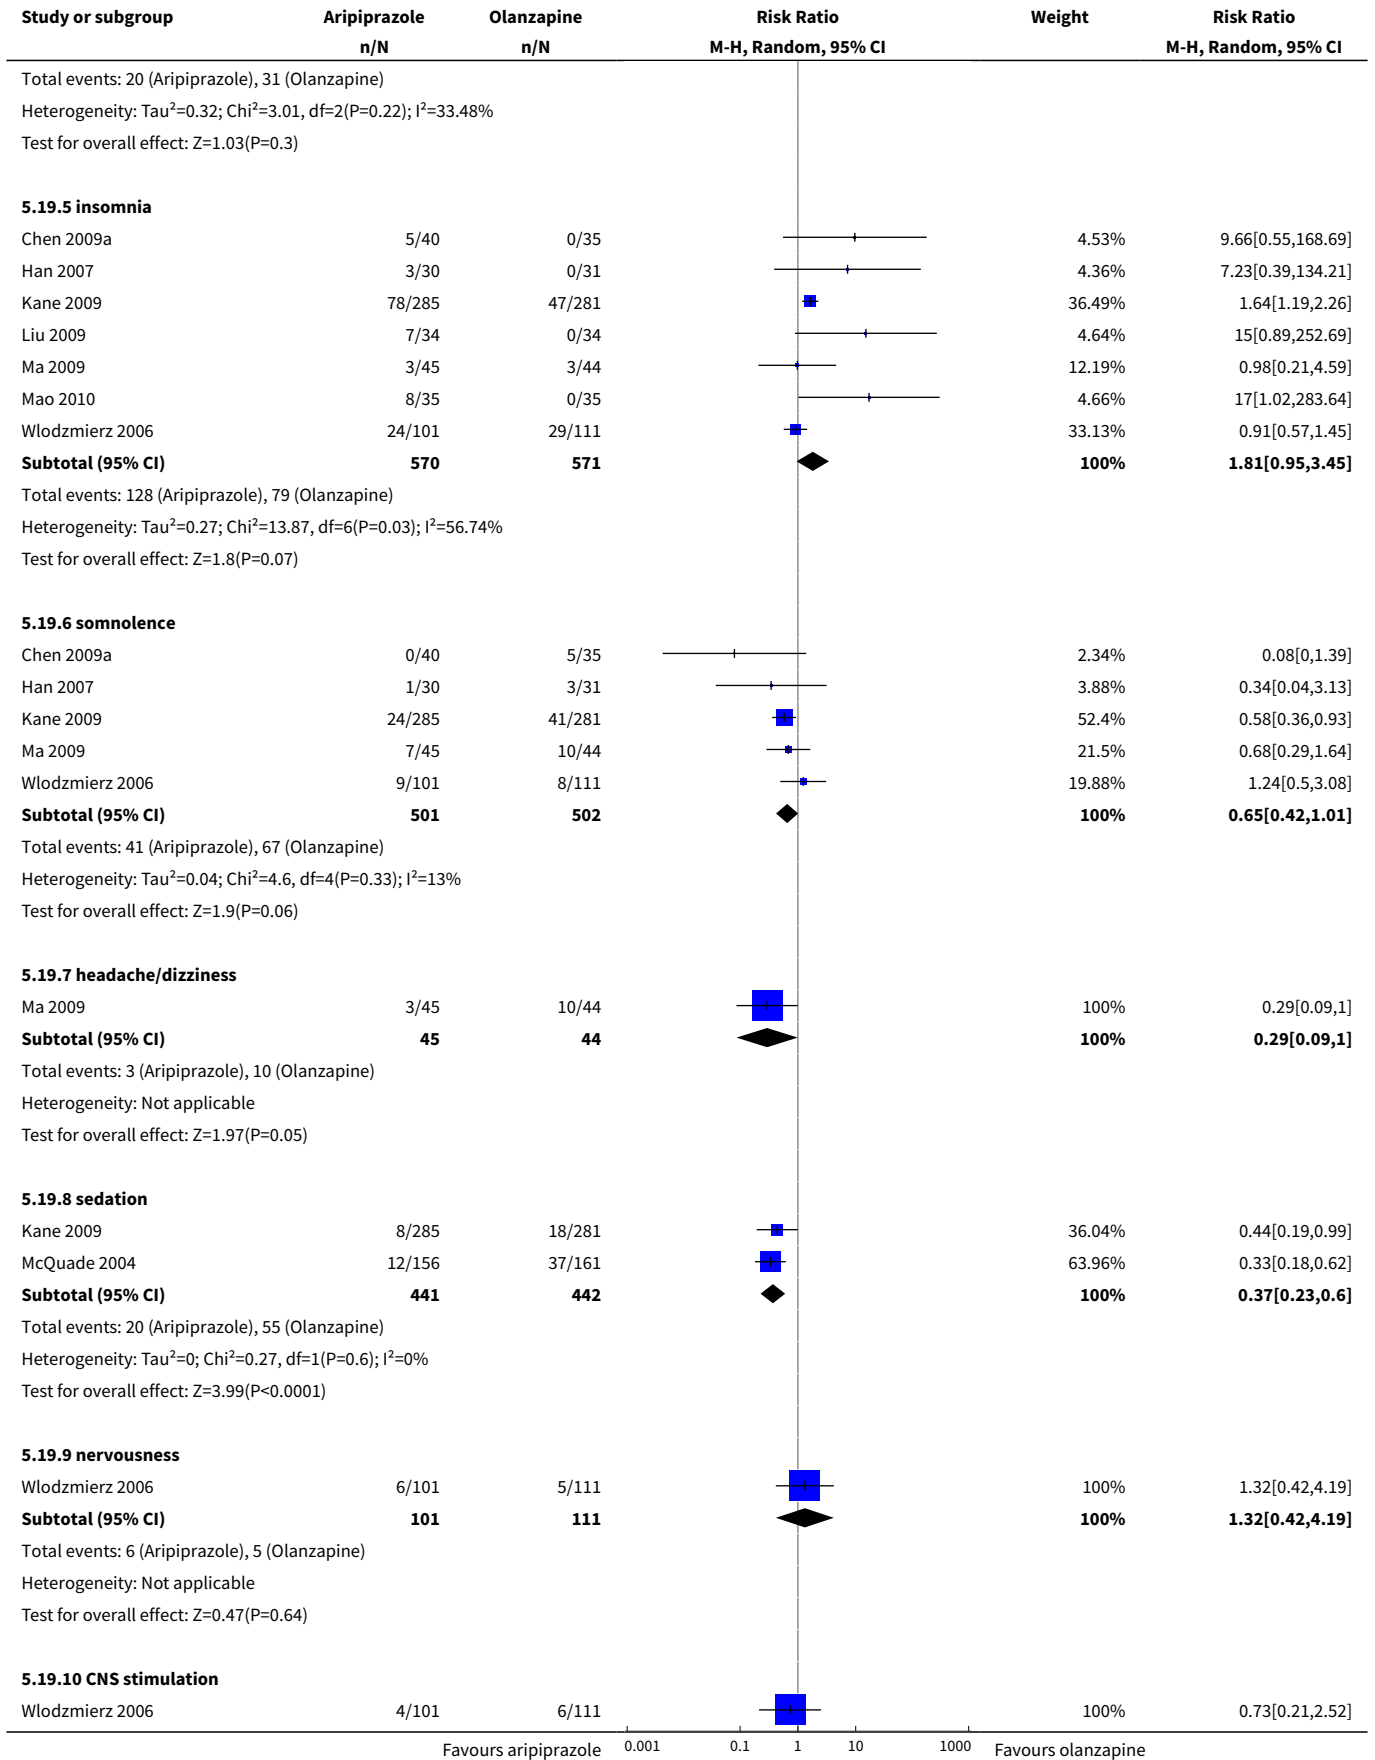 Study or subgroup Aripiprazole Olanzapine Risk Ratio Weight Risk Ratio
n/N n/N M-H, Random, 95% CI M-H, Random, 95% CI
Total events: 20 (Aripiprazole), 31 (Olanzapine)
Heterogeneity: Tau²=0.32; Chi²=3.01, df=2(P=0.22); I²=33.48%
Test for overall effect: Z=1.03(P=0.3)
5.19.5 insomnia
Chen 2009a 5/40 0/35 4.53% 9.66[0.55,168.69]
Han 2007 3/30 0/31 4.36% 7.23[0.39,134.21]
Kane 2009 78/285 47/281 36.49% 1.64[1.19,2.26]
Liu 2009 7/34 0/34 4.64% 15[0.89,252.69]
Ma 2009 3/45 3/44 12.19% 0.98[0.21,4.59]
Mao 2010 8/35 0/35 4.66% 17[1.02,283.64]
Wlodzmierz 2006 24/101 29/111 33.13% 0.91[0.57,1.45]
Subtotal (95% CI) 570 571 100% 1.81[0.95,3.45]
Total events: 128 (Aripiprazole), 79 (Olanzapine)
Heterogeneity: Tau²=0.27; Chi²=13.87, df=6(P=0.03); I²=56.74%
Test for overall effect: Z=1.8(P=0.07)
5.19.6 somnolence
Chen 2009a 0/40 5/35 2.34% 0.08[0,1.39]
Han 2007 1/30 3/31 3.88% 0.34[0.04,3.13]
Kane 2009 24/285 41/281 52.4% 0.58[0.36,0.93]
Ma 2009 7/45 10/44 21.5% 0.68[0.29,1.64]
Wlodzmierz 2006 9/101 8/111 19.88% 1.24[0.5,3.08]
Subtotal (95% CI) 501 502 100% 0.65[0.42,1.01]
Total events: 41 (Aripiprazole), 67 (Olanzapine)
Heterogeneity: Tau²=0.04; Chi²=4.6, df=4(P=0.33); I²=13%
Test for overall effect: Z=1.9(P=0.06)
5.19.7 headache/dizziness
Ma 2009 3/45 10/44 100% 0.29[0.09,1]
Subtotal (95% CI) 45 44 100% 0.29[0.09,1]
Total events: 3 (Aripiprazole), 10 (Olanzapine)
Heterogeneity: Not applicable
Test for overall effect: Z=1.97(P=0.05)
5.19.8 sedation
Kane 2009 8/285 18/281 36.04% 0.44[0.19,0.99]
McQuade 2004 12/156 37/161 63.96% 0.33[0.18,0.62]
Subtotal (95% CI) 441 442 100% 0.37[0.23,0.6]
Total events: 20 (Aripiprazole), 55 (Olanzapine)
Heterogeneity: Tau²=0; Chi²=0.27, df=1(P=0.6); I²=0%
Test for overall effect: Z=3.99(P<0.0001)
5.19.9 nervousness
Wlodzmierz 2006 6/101 5/111 100% 1.32[0.42,4.19]
Subtotal (95% CI) 101 111 100% 1.32[0.42,4.19]
Total events: 6 (Aripiprazole), 5 (Olanzapine)
Heterogeneity: Not applicable
Test for overall effect: Z=0.47(P=0.64)
5.19.10 CNS stimulation
Wlodzmierz 2006 4/101 6/111 100% 0.73[0.21,2.52]
Favours aripiprazole 0.001 0.1 1 10 1000 Favours olanzapine